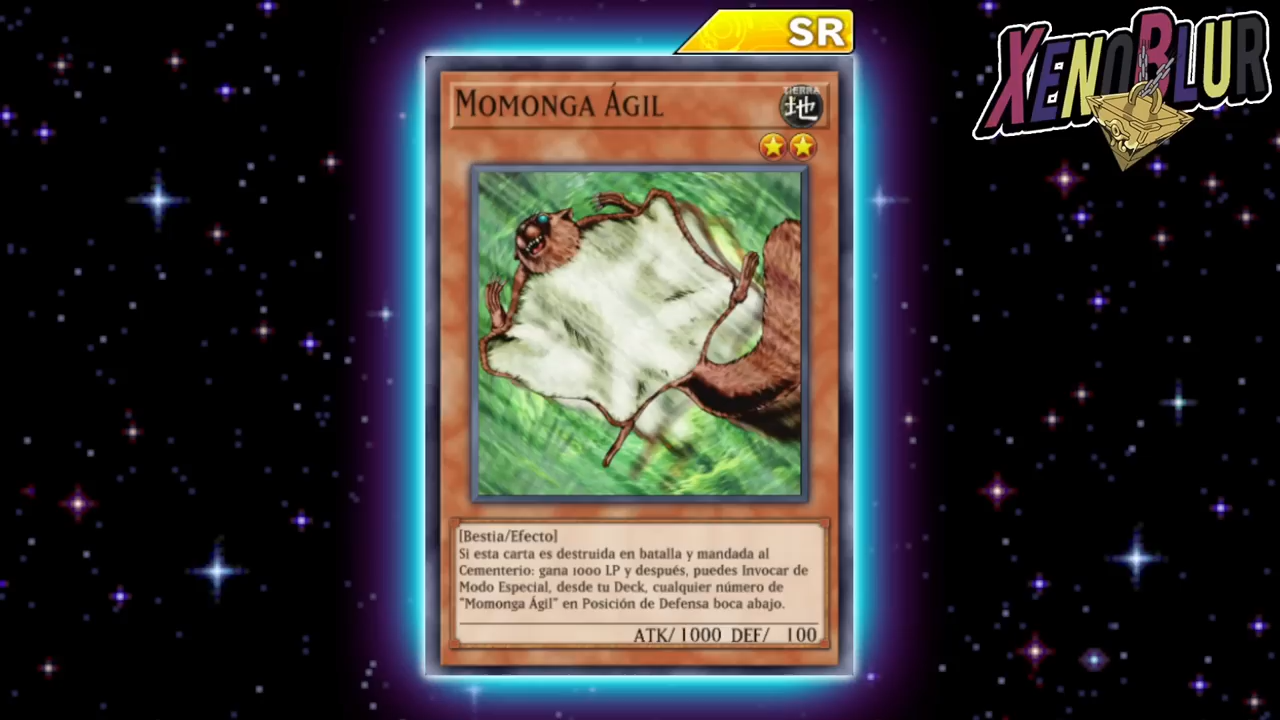 SR
XENOBLUR
MOMONGA ÁGIL
TIERRA
地
[Bestia/Efecto]
Si esta carta es destruida en batalla y mandada al
Cementerio: gana 1000 LP y después, puedes Invocar de
Modo Especial, desde tu Deck, cualquier número de
"Momonga Ágil" en Posición de Defensa boca abajo.
ATK/ 1000 DEF/ 100